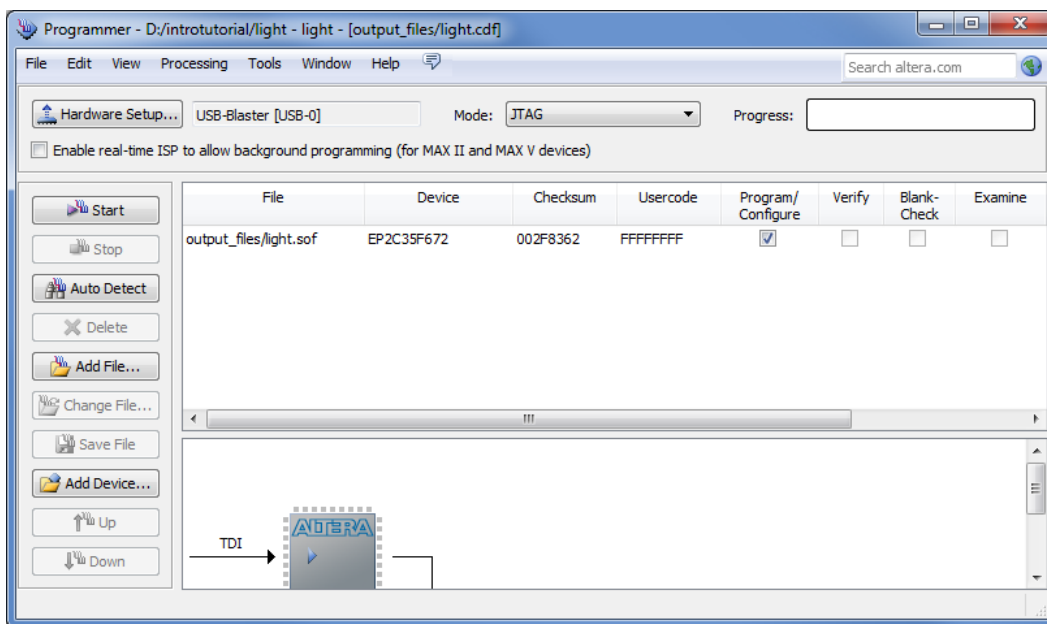 Programmer - D:/introtutorial/light - light - [output_files/light.cdf]
File Edit View Processing Tools Window Help
Search altera.com
Hardware Setup... USB-Blaster [USB-0] Mode: JTAG Progress:
Enable real-time ISP to allow background programming (for MAX II and MAX V devices)
Start
Stop
Auto Detect
Delete
Add File...
Change File...
Save File
Add Device...
Up
Down
File Device Checksum Usercode Program/ Configure Verify Blank- Check Examine
output_files/light.sof EP2C35F672 002F8362 FFFFFFFF
TDI
ALTERA